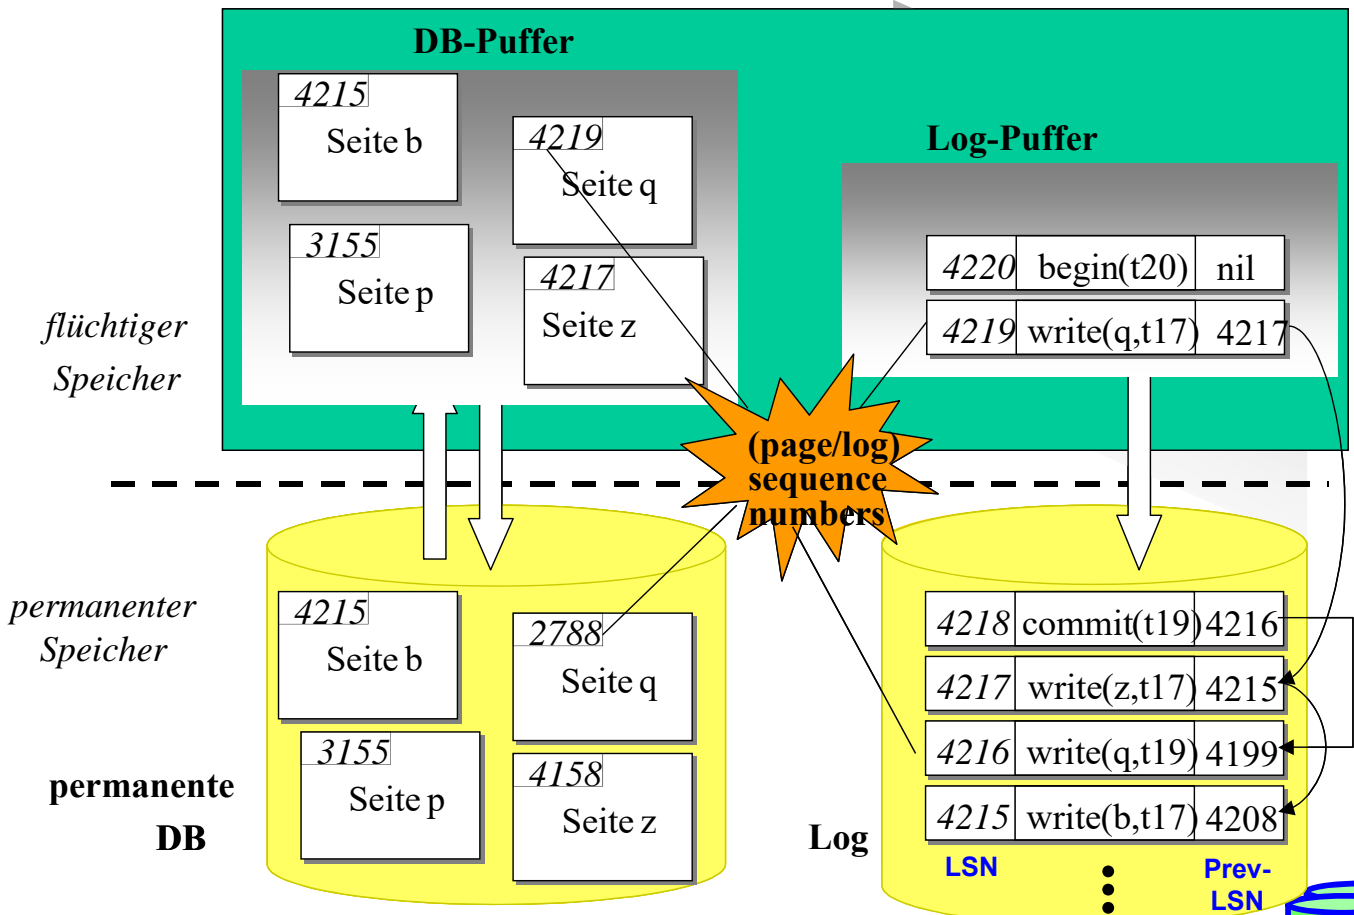 DB-Puffer
4215
Seite b
4219
Seite q
3155
Seite p
4217
Seite z
Log-Puffer
4220 begin(t20) nil
4219 write(q,t17) 4217
flüchtiger
Speicher
(page/log)
sequence
numbers
permanenter
Speicher
4215
Seite b
2788
Seite q
3155
Seite p
4158
Seite z
permanente
DB
4218 commit(t19) 4216
4217 write(z,t17) 4215
4216 write(q,t19) 4199
4215 write(b,t17) 4208
Log
LSN
Prev-
LSN